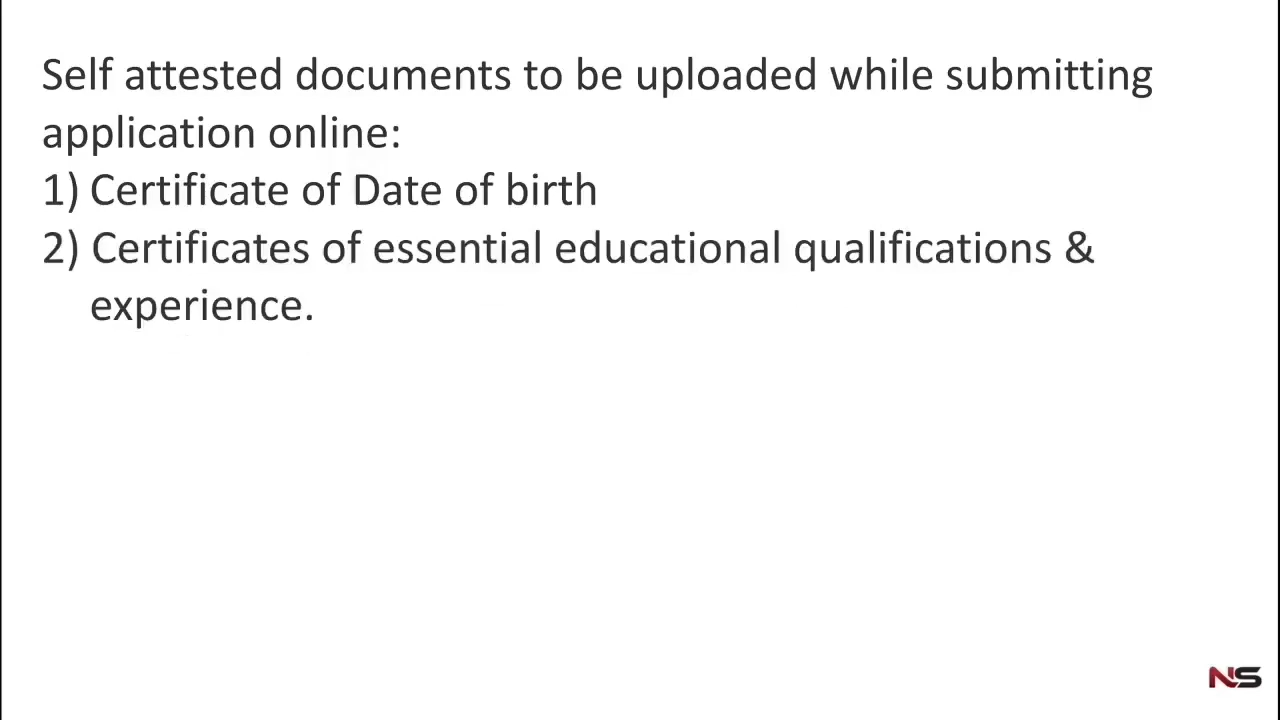 Self attested documents to be uploaded while submitting
application online:
1) Certificate of Date of birth
2) Certificates of essential educational qualifications &
experience.
NS